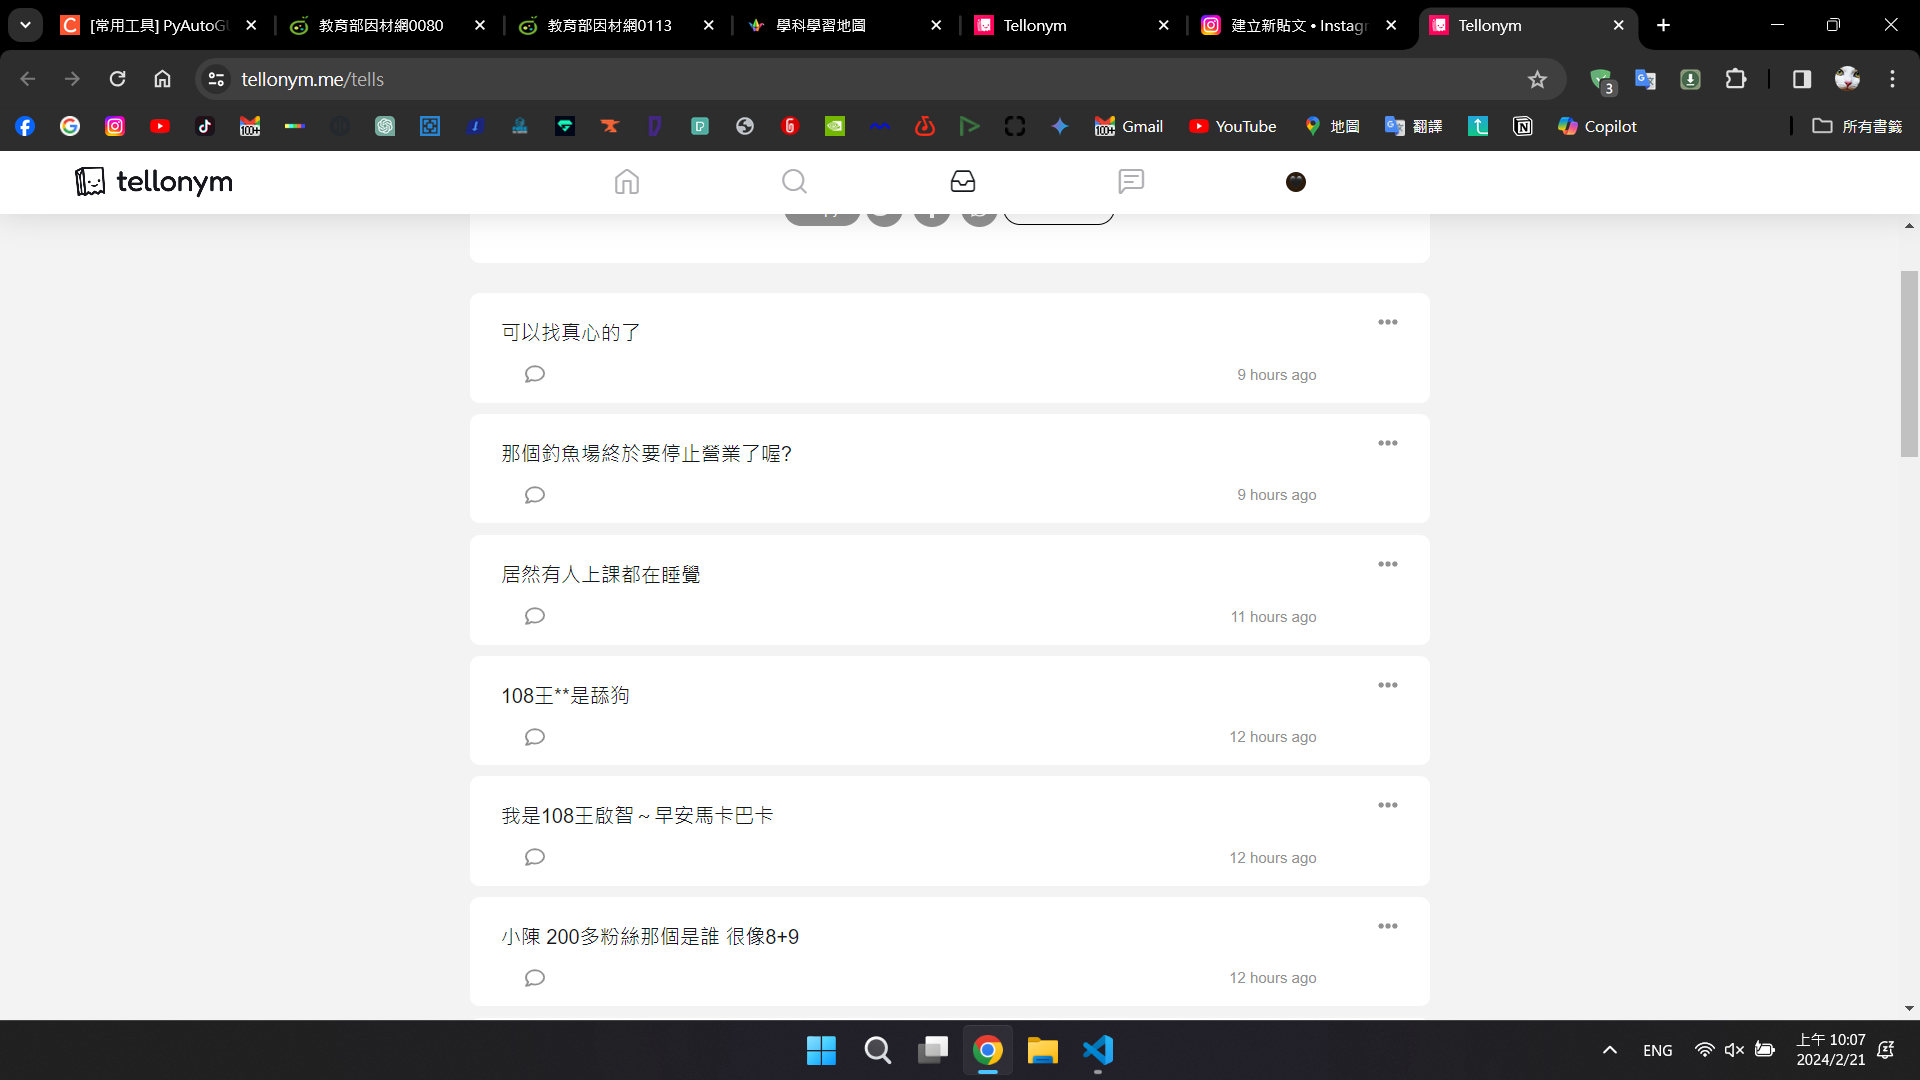 [常用工具] PyAutoGU
教育部因材網0080
教育部因材網0113
學科學習地圖
Tellonym
建立新貼文 • Instagr
Tellonym
tellonym.me/tells
3
Gmail
YouTube
地圖
翻譯
Copilot
所有書籤
tellonym
可以找真心的了
9 hours ago
那個釣魚場終於要停止營業了喔?
9 hours ago
居然有人上課都在睡覺
11 hours ago
108王**是舔狗
12 hours ago
我是108王啟智～早安馬卡巴卡
12 hours ago
小陳 200多粉絲那個是誰 很像8+9
12 hours ago
ENG
上午 10:07
2024/2/21